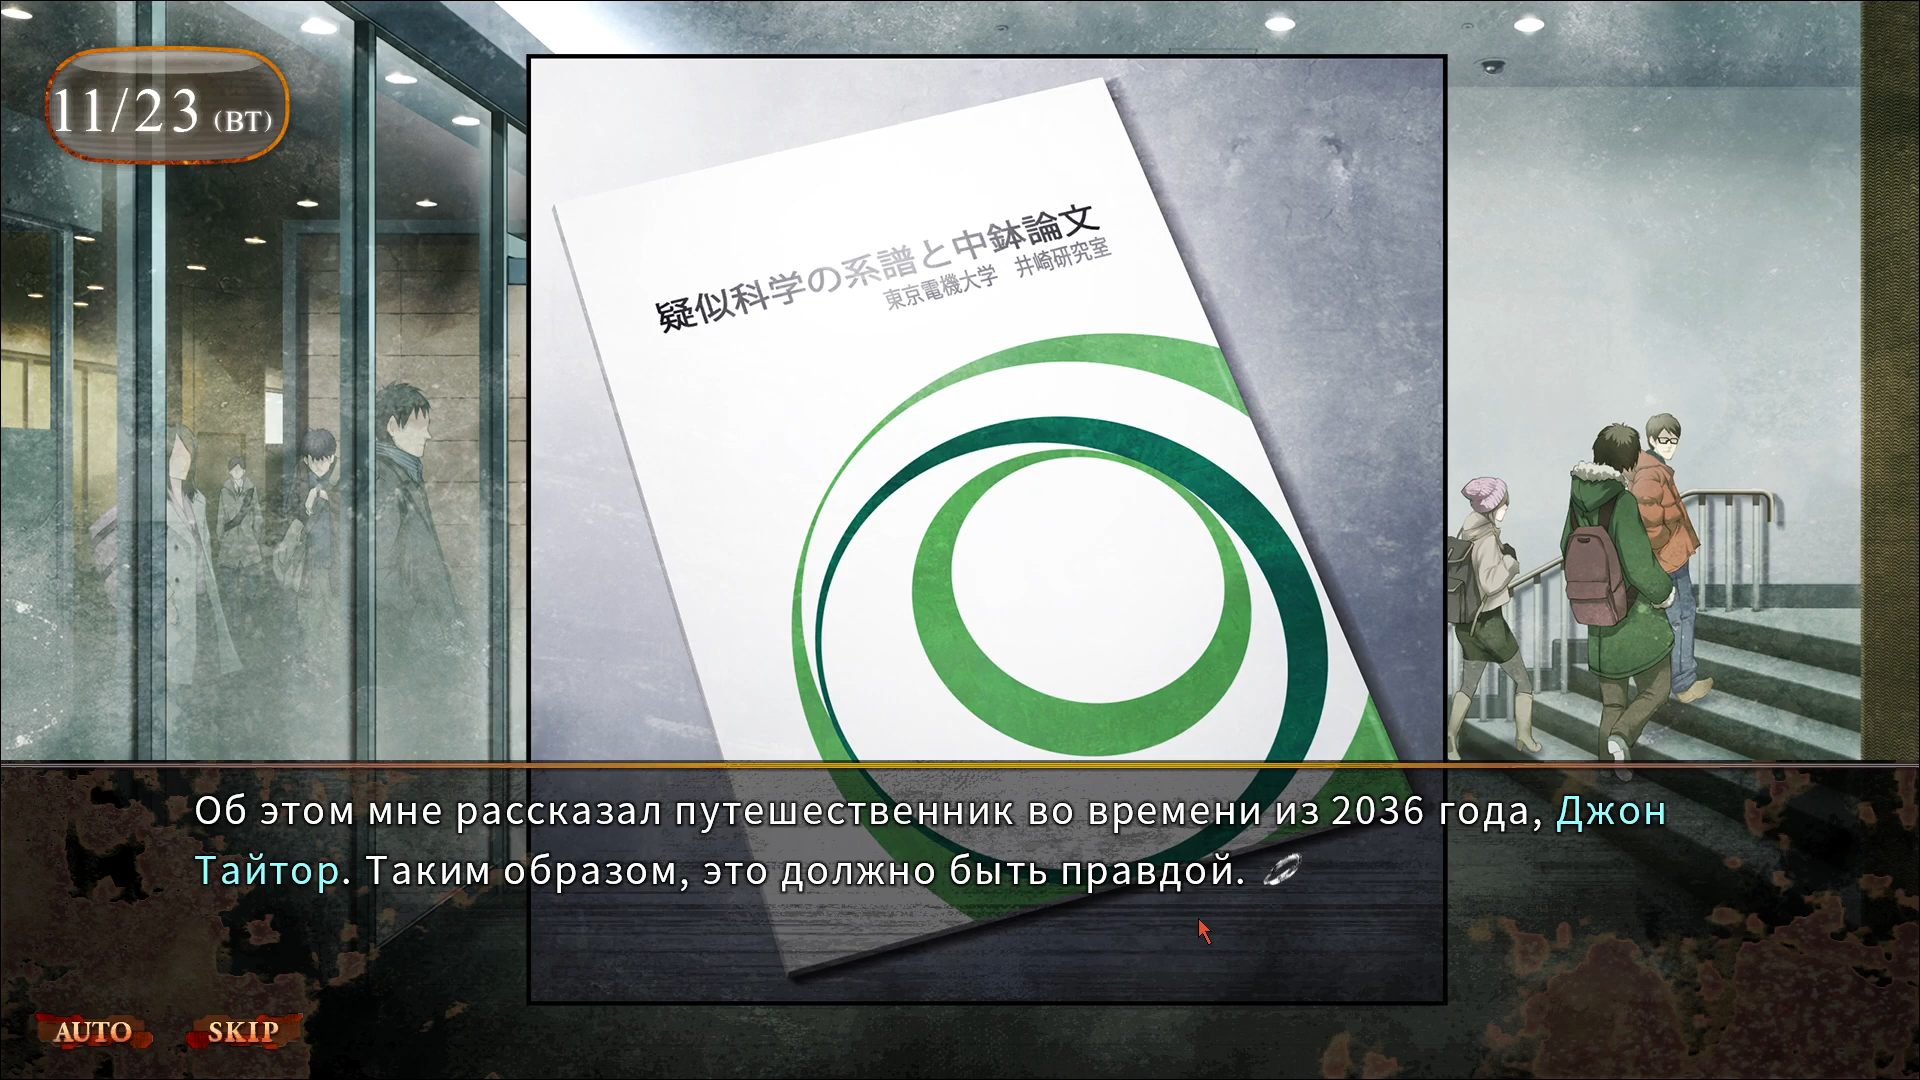 11/23 (ВТ)
疑似科学の系譜と中鉢論文
東京電機大学　井崎研究室
Об этом мне рассказал путешественник во времени из 2036 года, Джон
Тайтор. Таким образом, это должно быть правдой.
AUTO SKIP